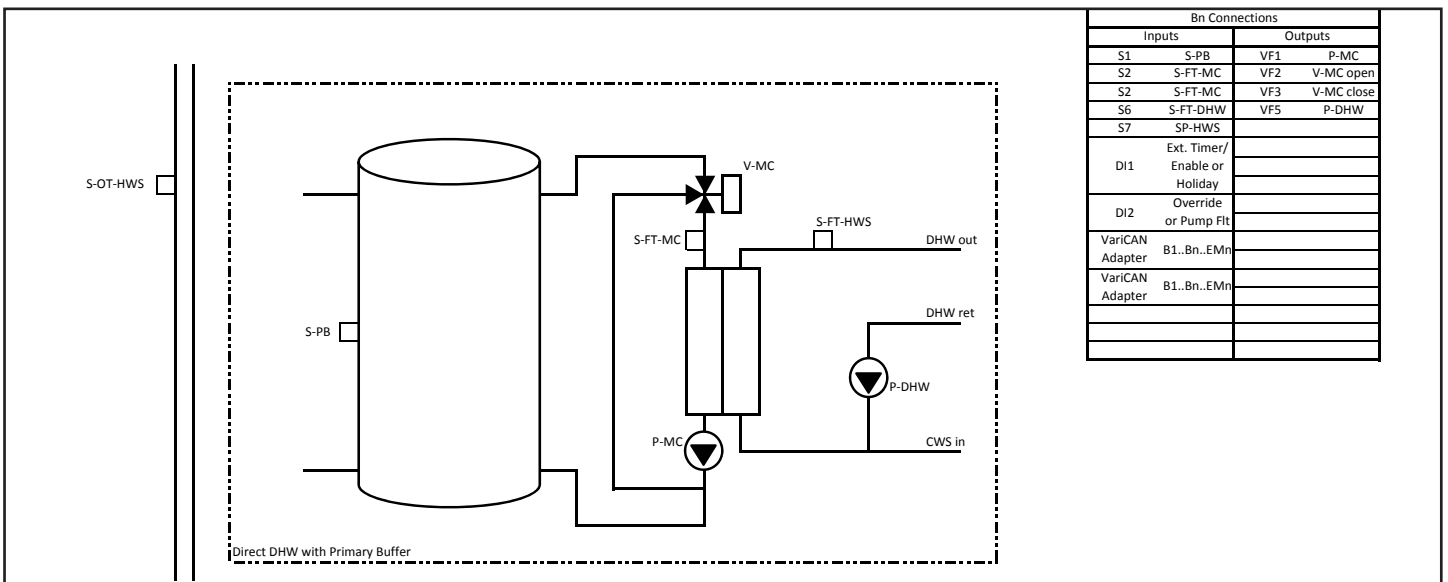 Bn Connections
Inputs Outputs
S1 S-PB VF1 P-MC
S2 S-FT-MC VF2 V-MC open
S2 S-FT-MC VF3 V-MC close
S6 S-FT-DHW VF5 P-DHW
S7 SP-HWS
DI1 Ext. Timer/
Enable or
Holiday
DI2 Override
or Pump Flt
VariCAN
Adapter B1..Bn..EMn
VariCAN
Adapter B1..Bn..EMn
S-OT-HWS
V-MC
S-FT-HWS
S-FT-MC
DHW out
DHW ret
S-PB
P-DHW
P-MC
CWS in
Direct DHW with Primary Buffer